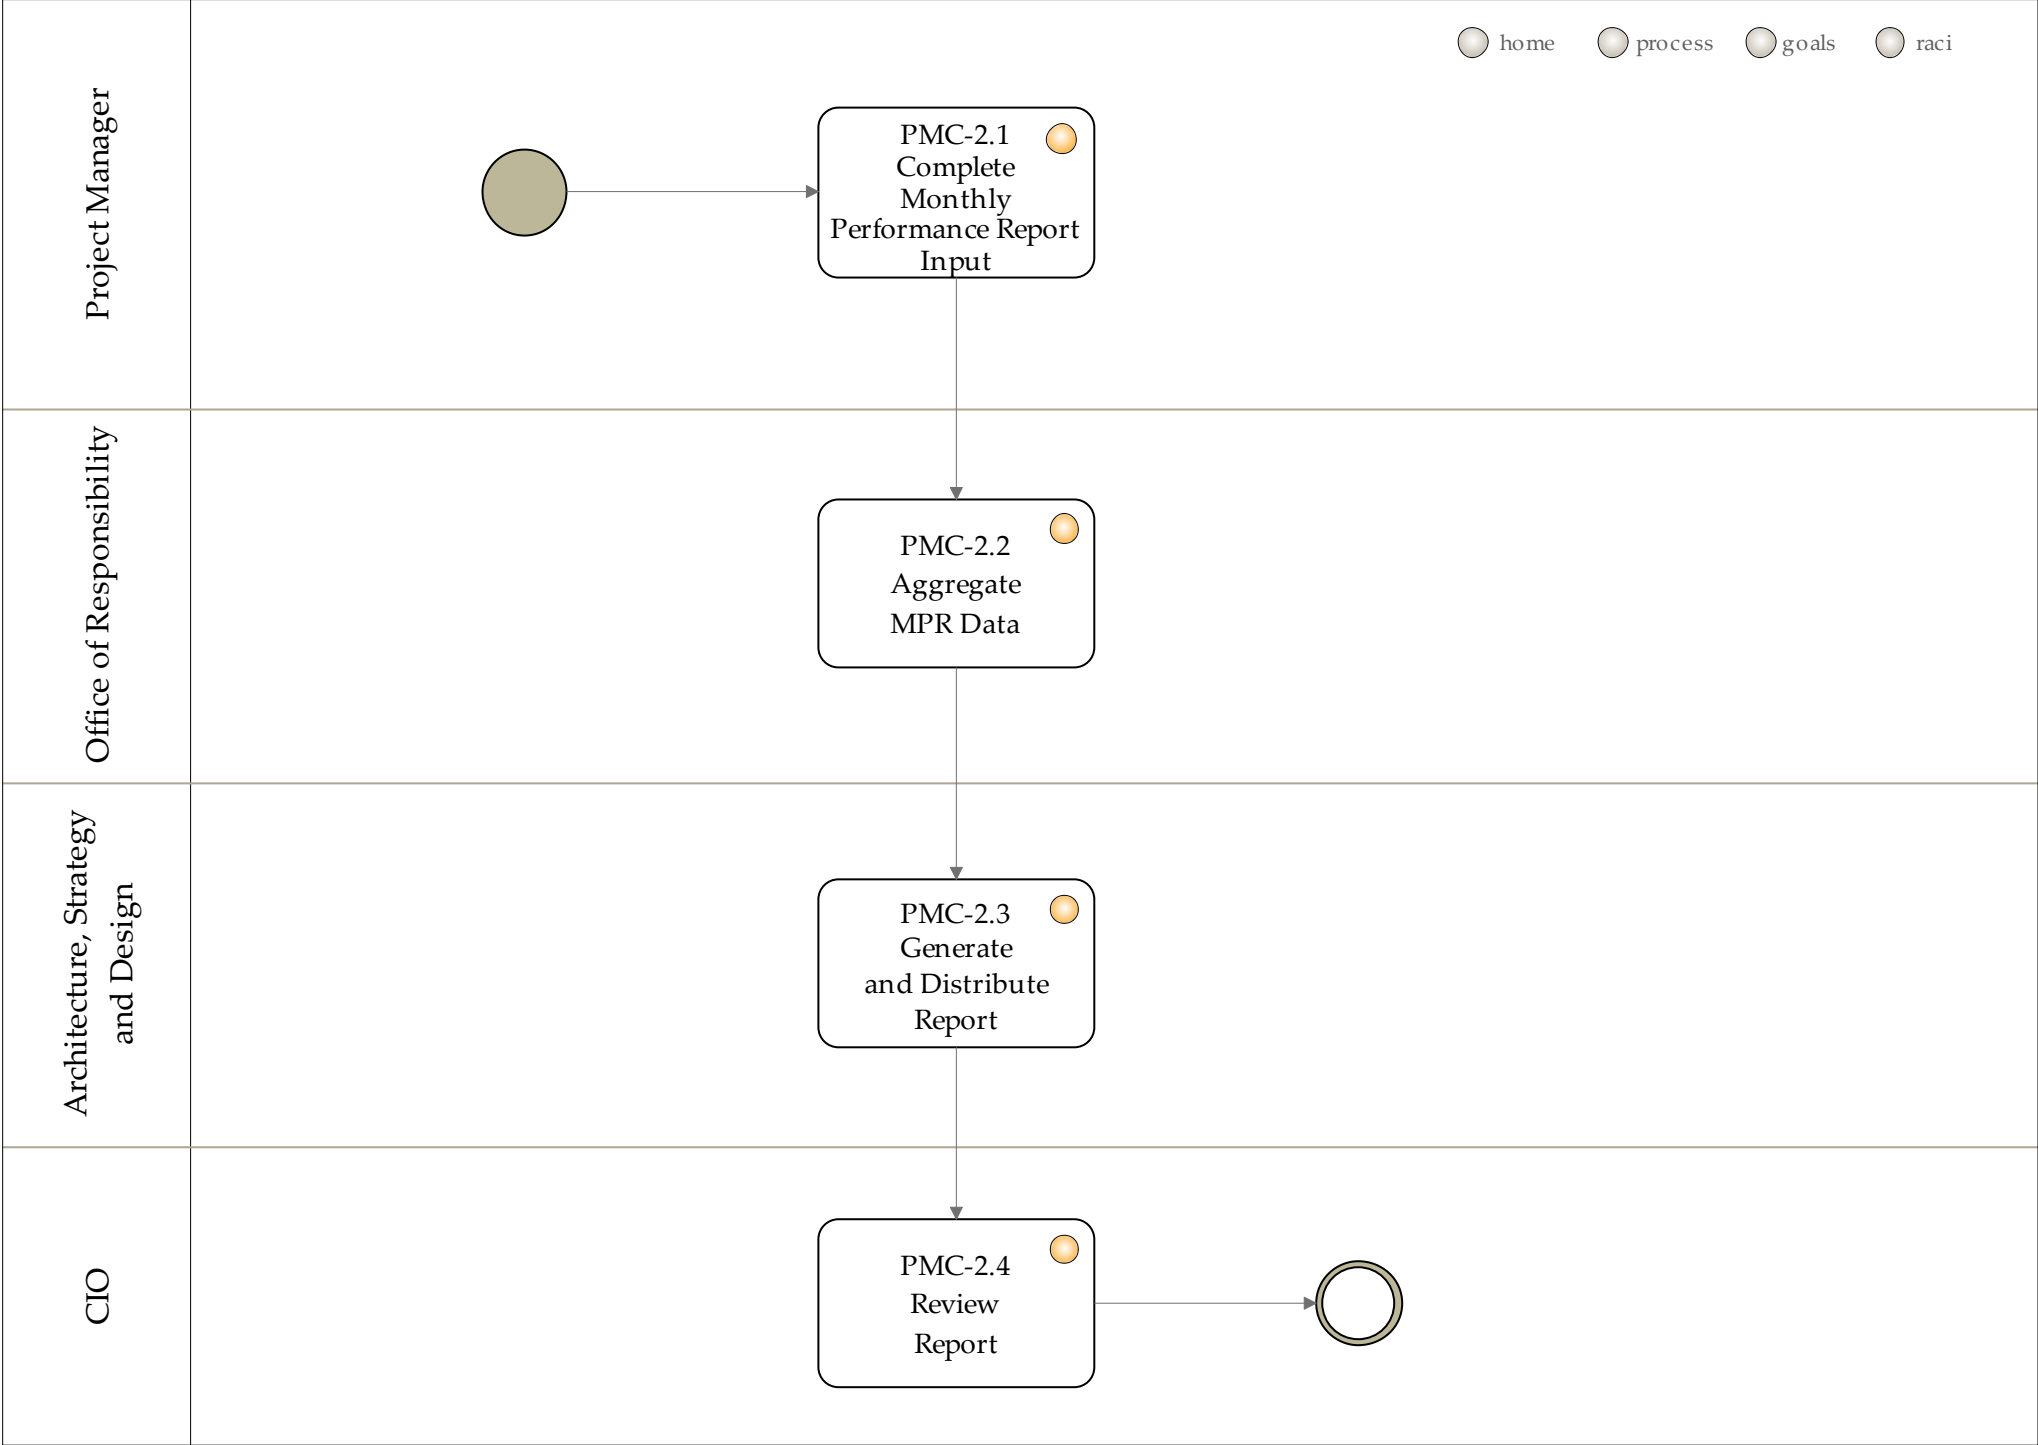 home
process
goals
raci
Project Manager
PMC-2.1
Complete
Monthly
Performance Report
Input
Office of Responsibility
PMC-2.2
Aggregate
MPR Data
Architecture, Strategy
and Design
PMC-2.3
Generate
and Distribute
Report
CIO
PMC-2.4
Review
Report